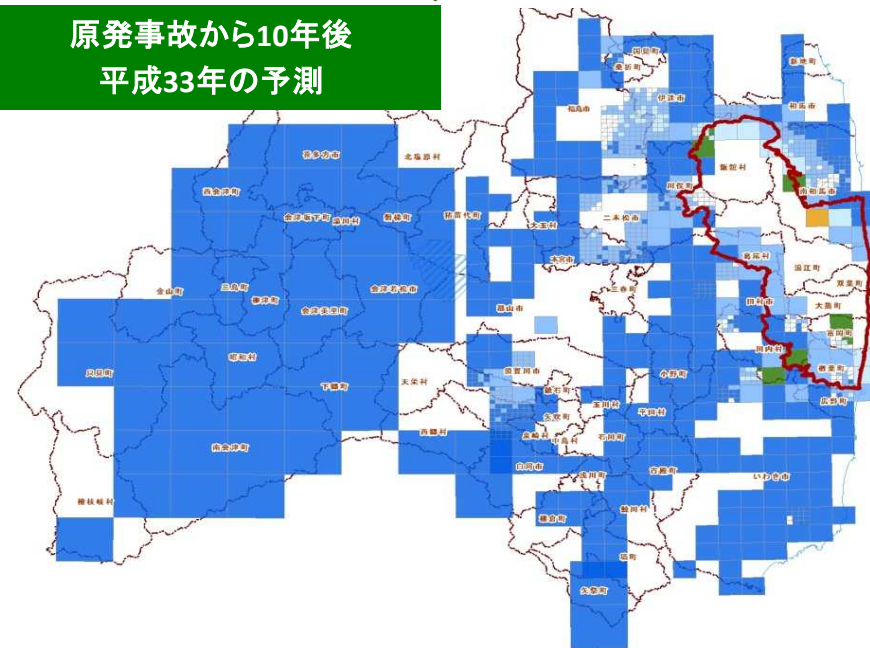 原発事故から10年後
平成33年の予測
国見町
新地町
桑折町
伊達市
相馬市
福島市
喜多方市
北塩原村
飯舘村
川俣町
西会津町
南相馬市
会津坂下町
湯川村
磐梯町
猪苗代町
二本松市
大玉村
葛尾村
本宮市
浪江町
金山町
三島町
柳津町
会津若松市
三春町
双葉町
田村市
大熊町
会津美里町
郡山市
富岡町
川内村
昭和村
只見町
下郷町
天栄村
須賀川市
小野町
楢葉町
鏡石町
広野町
玉川村
平田村
矢吹町
西郷村
泉崎村
中島村
石川町
南会津町
白河市
浅川町
古殿町
いわき市
檜枝岐村
棚倉町
鮫川村
塙町
矢祭町